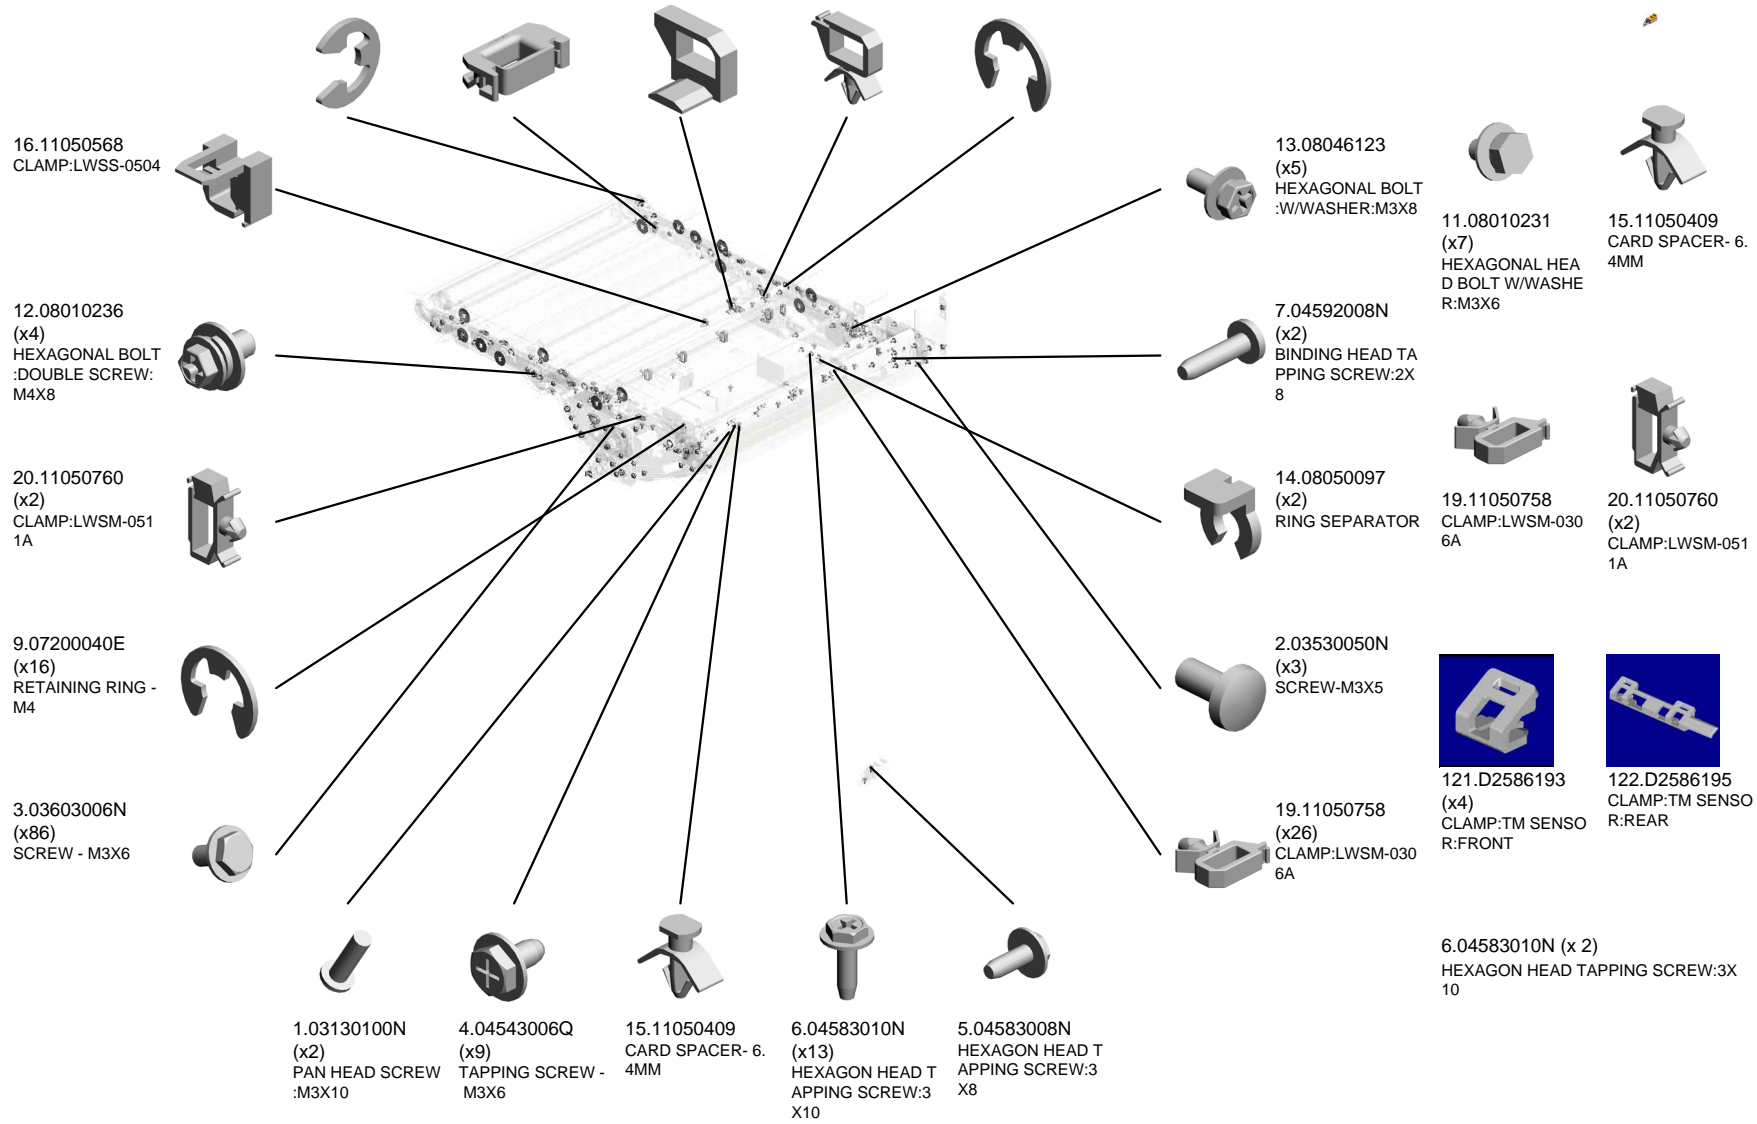 16.11050568
CLAMP:LWSS-0504
12.08010236
(x4)
HEXAGONAL BOLT
:DOUBLE SCREW:
M4X8
20.11050760
(x2)
CLAMP:LWSM-051
1A
9.07200040E
(x16)
RETAINING RING -
M4
3.03603006N
(x86)
SCREW - M3X6
1.03130100N
(x2)
PAN HEAD SCREW
:M3X10
4.04543006Q
(x9)
TAPPING SCREW -
M3X6
15.11050409
CARD SPACER- 6.
4MM
6.04583010N
(x13)
HEXAGON HEAD T
APPING SCREW:3
X10
5.04583008N
HEXAGON HEAD T
APPING SCREW:3
X8
13.08046123
(x5)
HEXAGONAL BOLT
:W/WASHER:M3X8
7.04592008N
(x2)
BINDING HEAD TA
PPING SCREW:2X
8
14.08050097
(x2)
RING SEPARATOR
2.03530050N
(x3)
SCREW-M3X5
19.11050758
(x26)
CLAMP:LWSM-030
6A
11.08010231
(x7)
HEXAGONAL HEA
D BOLT W/WASHE
R:M3X6
15.11050409
CARD SPACER- 6.
4MM
19.11050758
CLAMP:LWSM-030
6A
20.11050760
(x2)
CLAMP:LWSM-051
1A
121.D2586193
(x4)
CLAMP:TM SENSO
R:FRONT
122.D2586195
CLAMP:TM SENSO
R:REAR
6.04583010N (x 2)
HEXAGON HEAD TAPPING SCREW:3X
10